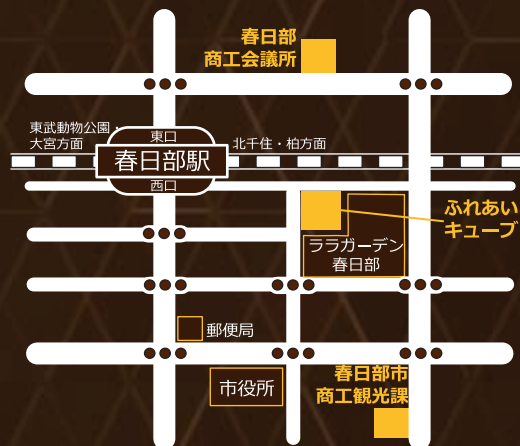 春日部
商工会議所
東武動物公園・
大宮方面
東口
北千住・柏方面
春日部駅
西口
ふれあい
キューブ
ララガーデン
春日部
郵便局
市役所
春日部市
商工観光課